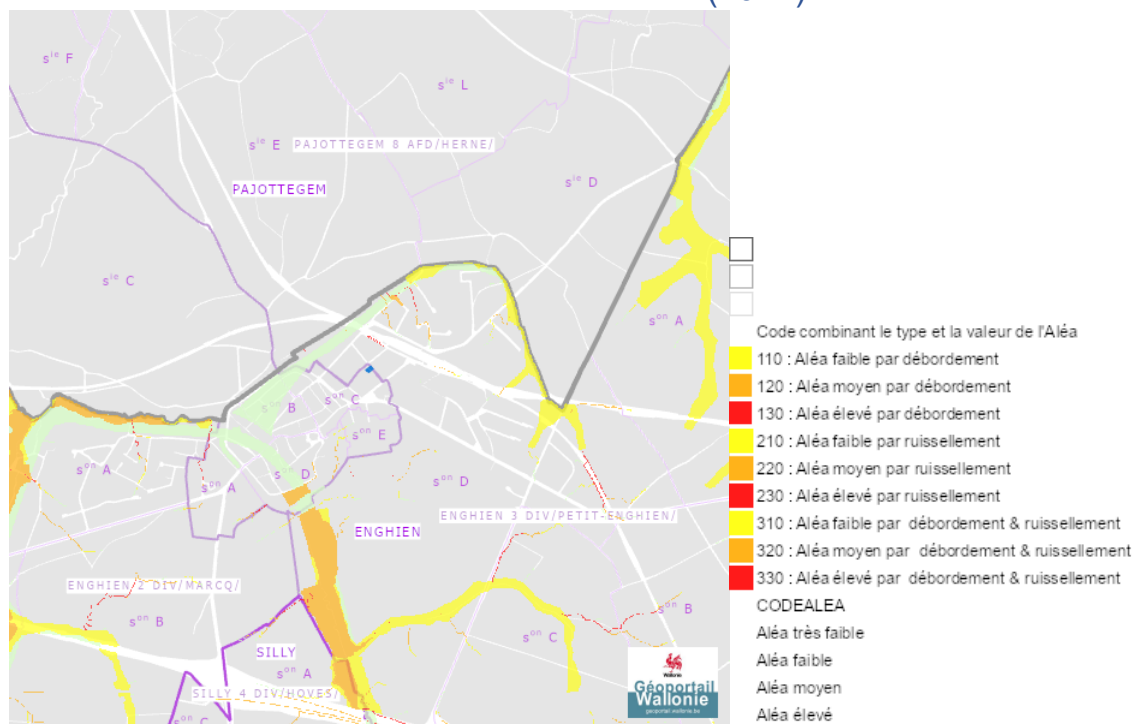 s^ie F
s^ie L
s^ie E PAJOTTEGEM 8 AFD/HERNE/
s^ie D
PAJOTTEGEM
s^ie C
s^on A
s^on B
s^on C
s^on E
s^on A
s^on D
s^on A
s^on D
ENGHIEN 3 DIV/PETIT-ENGHIEN/
ENGHIEN
ENGHIEN 2 DIV/MARCQ/
s^on B
s^on B
s^on C
SILLY
s^on A
SILLY 4 DIV/HOVES/
s^on C
Wallonie
Géoportail
Wallonie
geoportail.wallonie.be
Code combinant le type et la valeur de l'Aléa
110 : Aléa faible par débordement
120 : Aléa moyen par débordement
130 : Aléa élevé par débordement
210 : Aléa faible par ruissellement
220 : Aléa moyen par ruissellement
230 : Aléa élevé par ruissellement
310 : Aléa faible par débordement & ruissellement
320 : Aléa moyen par débordement & ruissellement
330 : Aléa élevé par débordement & ruissellement
CODEALEA
Aléa très faible
Aléa faible
Aléa moyen
Aléa élevé